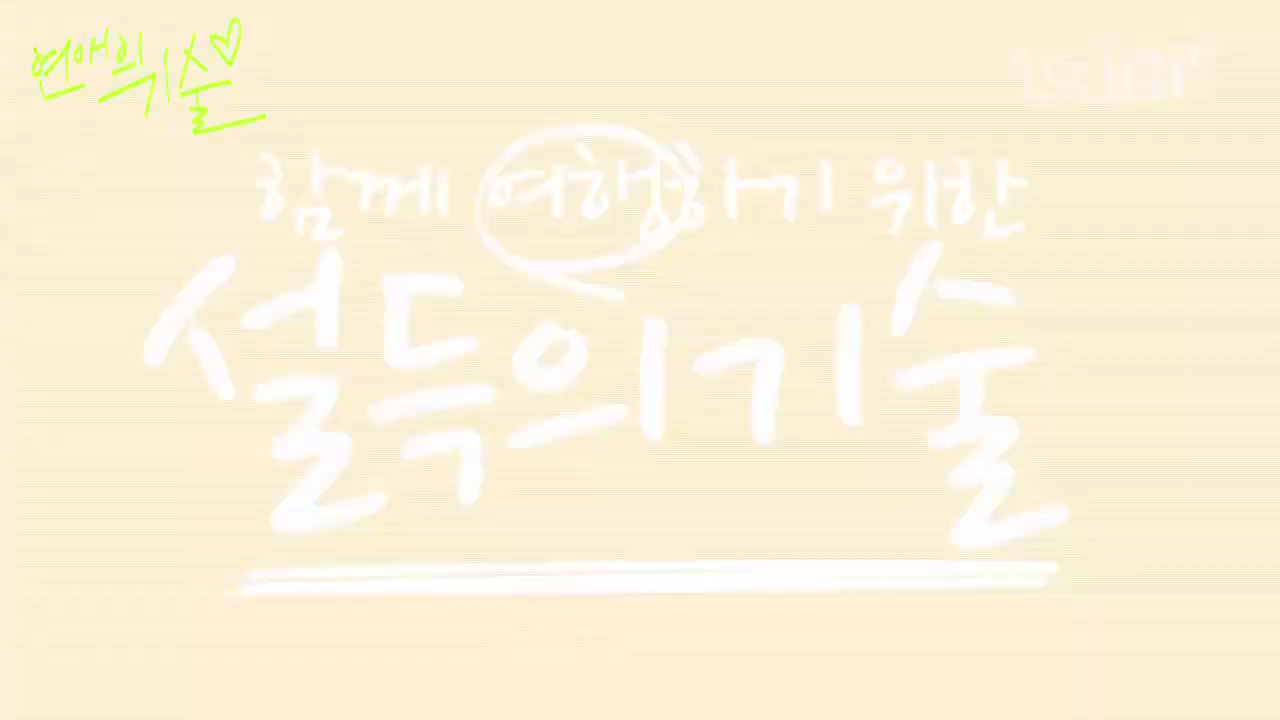 연애의 기술♡
함께 여행하기 위한
설득의 기술